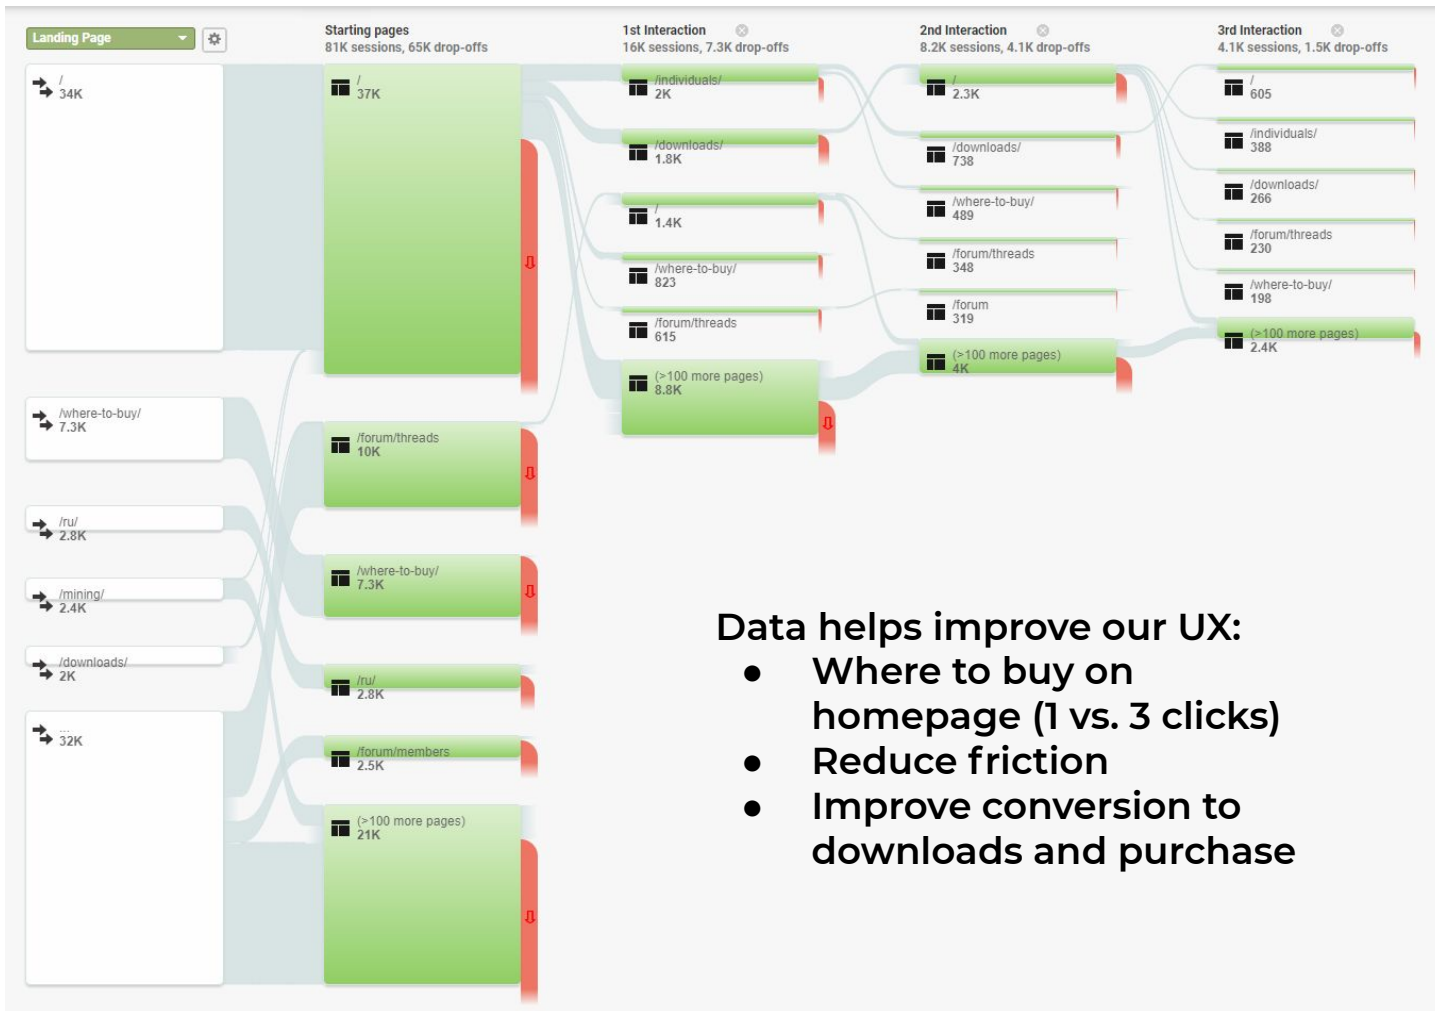 Landing Page
/
34K
/where-to-buy/
7.3K
/ru/
2.8K
/mining/
2.4K
/downloads/
2K
...
32K
Starting pages
81K sessions, 65K drop-offs
/
37K
/forum/threads
10K
/where-to-buy/
7.3K
/ru/
2.8K
/forum/members
2.5K
(>100 more pages)
21K
1st Interaction
16K sessions, 7.3K drop-offs
/individuals/
2K
/downloads/
1.8K
/
1.4K
/where-to-buy/
823
/forum/threads
615
(>100 more pages)
8.8K
2nd Interaction
8.2K sessions, 4.1K drop-offs
/
2.3K
/downloads/
738
/where-to-buy/
489
/forum/threads
348
/forum
319
(>100 more pages)
4K
3rd Interaction
4.1K sessions, 1.5K drop-offs
/
605
/individuals/
388
/downloads/
266
/forum/threads
230
/where-to-buy/
198
(>100 more pages)
2.4K
Data helps improve our UX:
● Where to buy on
homepage (1 vs. 3 clicks)
● Reduce friction
● Improve conversion to
downloads and purchase